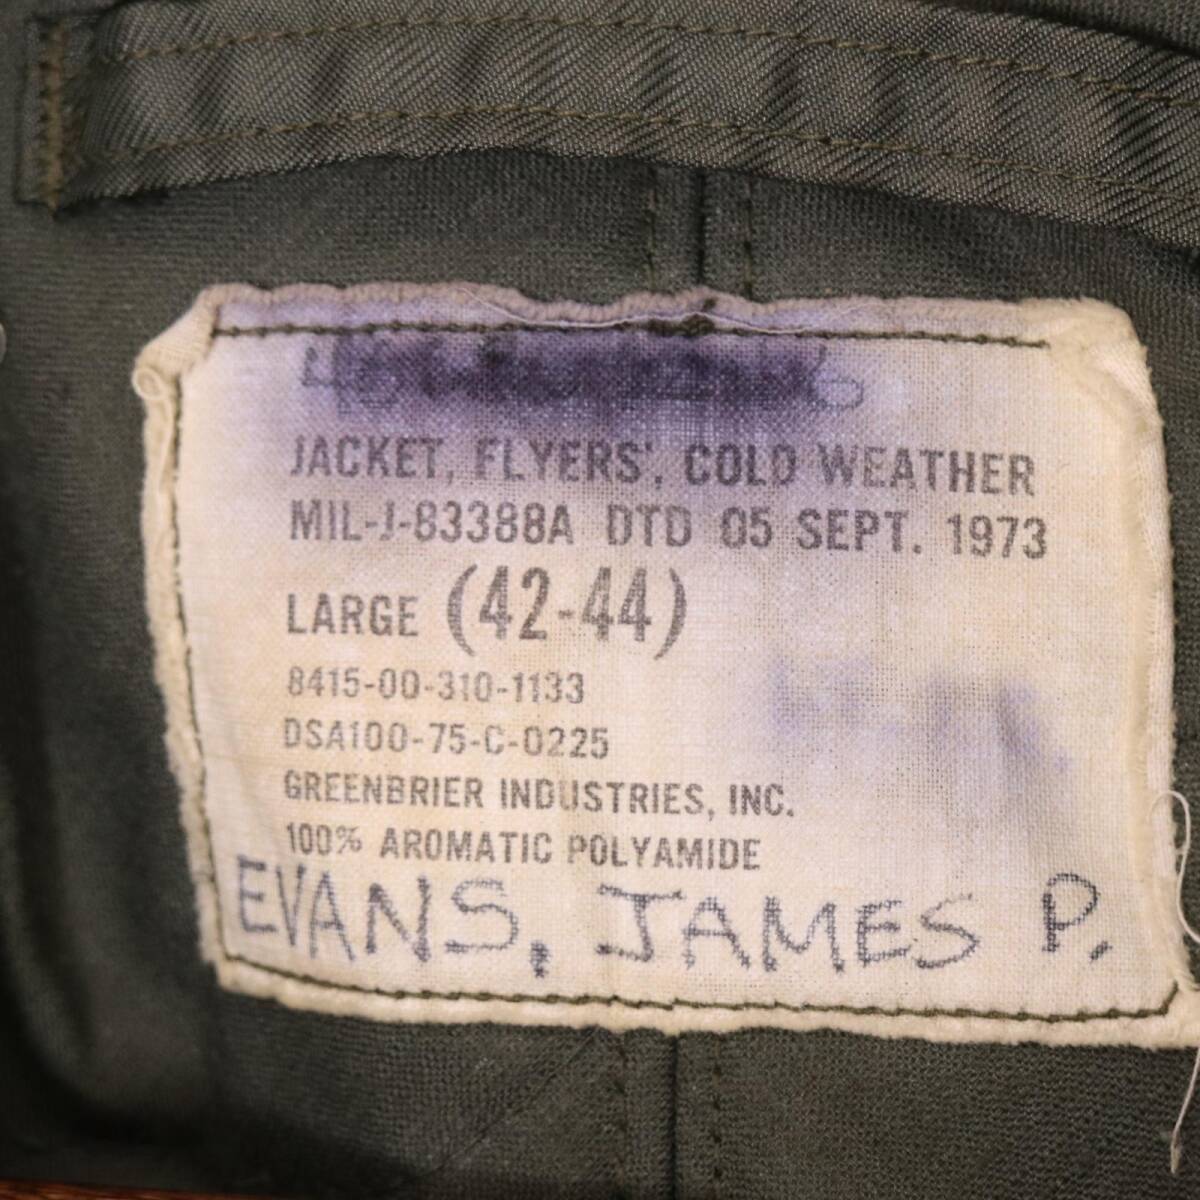 JACKET, FLYERS', COLD WEATHER
MIL-J-83388A DTD 05 SEPT. 1973
LARGE (42-44)
8415-00-310-1133
DSA100-75-C-0225
GREENBRIER INDUSTRIES, INC.
100% AROMATIC POLYAMIDE
EVANS, JAMES P.